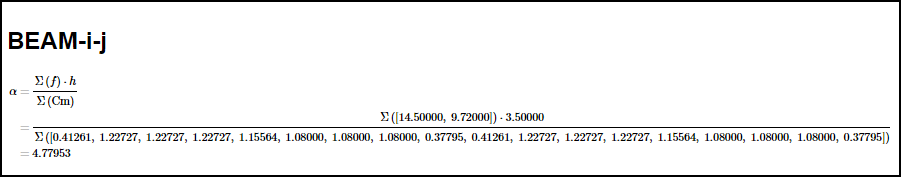 BEAM-i-j
α = Σ (f) · h
Σ (Cm)
= Σ ([14.50000, 9.72000]) · 3.50000
Σ ([0.41261, 1.22727, 1.22727, 1.22727, 1.15564, 1.08000, 1.08000, 1.08000, 0.37795, 0.41261, 1.22727, 1.22727, 1.22727, 1.15564, 1.08000, 1.08000, 1.08000, 0.37795])
= 4.77953